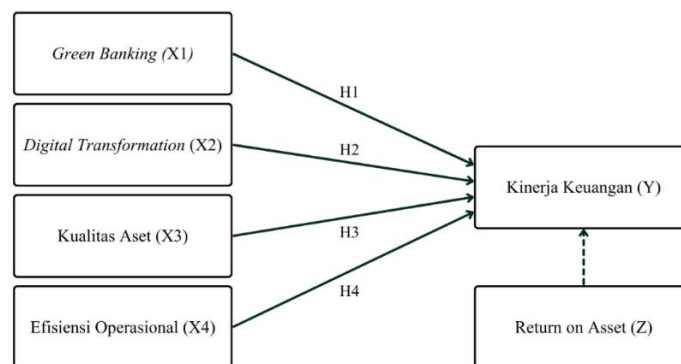 Green Banking (X1)
H1
Digital Transformation (X2)
H2
Kinerja Keuangan (Y)
Kualitas Aset (X3)
H3
H4
Efisiensi Operasional (X4)
Return on Asset (Z)